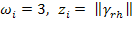 ω𝑖 = 3, z𝑖 = ‖γ𝑟ℎ‖